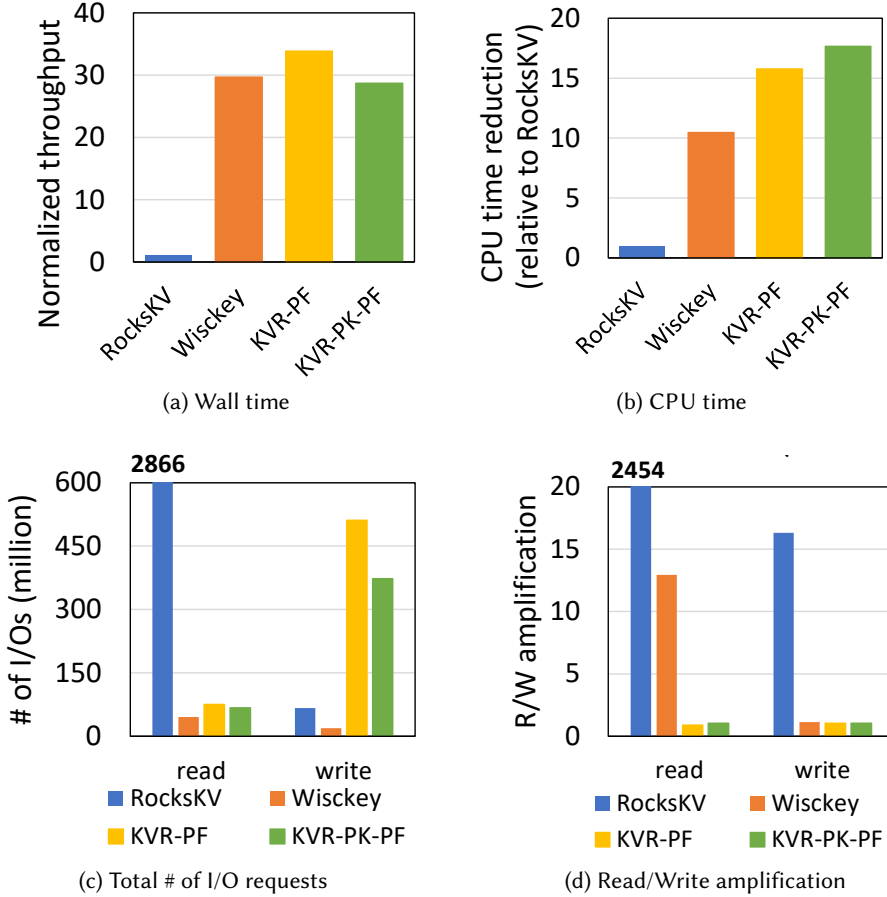 Normalized throughput
40
30
20
10
0
RocksKV
Wisckey
KVR-PF
KVR-PK-PF
(a) Wall time
CPU time reduction
(relative to RocksKV)
20
15
10
5
0
RocksKV
Wisckey
KVR-PF
KVR-PK-PF
(b) CPU time
2866
# of I/Os (million)
600
450
300
150
0
read write
RocksKV Wisckey
KVR-PF KVR-PK-PF
(c) Total # of I/O requests
2454
R/W amplification
20
15
10
5
0
read write
RocksKV Wisckey
KVR-PF KVR-PK-PF
(d) Read/Write amplification